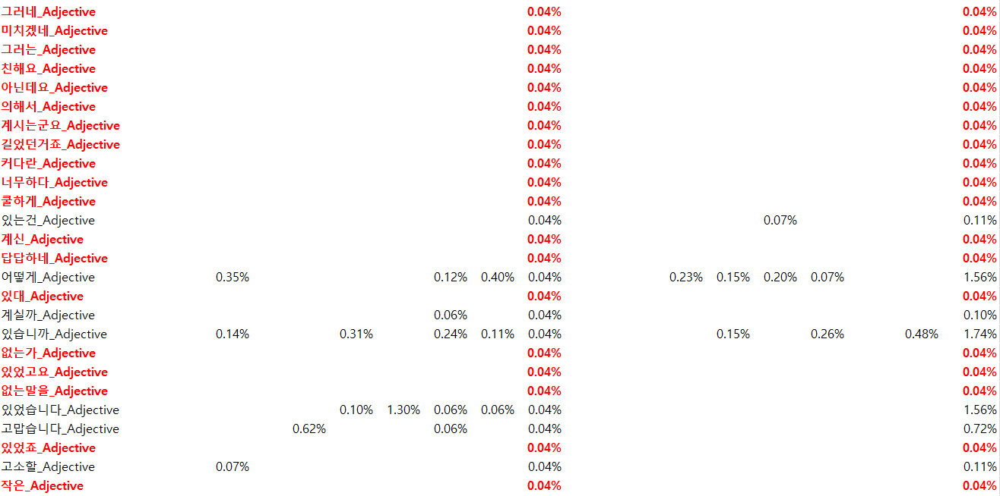 그러네_Adjective 0.04% 0.04%
미치겠네_Adjective 0.04% 0.04%
그러는_Adjective 0.04% 0.04%
친해요_Adjective 0.04% 0.04%
아닌데요_Adjective 0.04% 0.04%
의해서_Adjective 0.04% 0.04%
계시는군요_Adjective 0.04% 0.04%
길었던거죠_Adjective 0.04% 0.04%
커다란_Adjective 0.04% 0.04%
너무하다_Adjective 0.04% 0.04%
쿨하게_Adjective 0.04% 0.04%
있는건_Adjective 0.04% 0.07% 0.11%
계신_Adjective 0.04% 0.04%
답답하네_Adjective 0.04% 0.04%
어떻게_Adjective 0.35% 0.12% 0.40% 0.04% 0.23% 0.15% 0.20% 0.07% 1.56%
있대_Adjective 0.04% 0.04%
계실까_Adjective 0.06% 0.04% 0.10%
있습니까_Adjective 0.14% 0.31% 0.24% 0.11% 0.04% 0.15% 0.26% 0.48% 1.74%
없는가_Adjective 0.04% 0.04%
있었고요_Adjective 0.04% 0.04%
없는말을_Adjective 0.04% 0.04%
있었습니다_Adjective 0.10% 1.30% 0.06% 0.06% 0.04% 1.56%
고맙습니다_Adjective 0.62% 0.06% 0.04% 0.72%
있었죠_Adjective 0.04% 0.04%
고소할_Adjective 0.07% 0.04% 0.11%
작은_Adjective 0.04% 0.04%